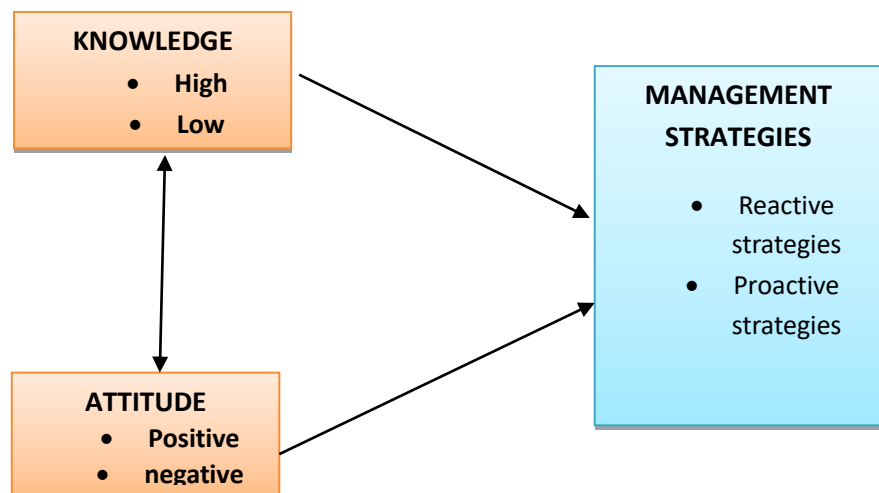 KNOWLEDGE
• High
• Low
MANAGEMENT
STRATEGIES
• Reactive
strategies
• Proactive
strategies
ATTITUDE
• Positive
• negative